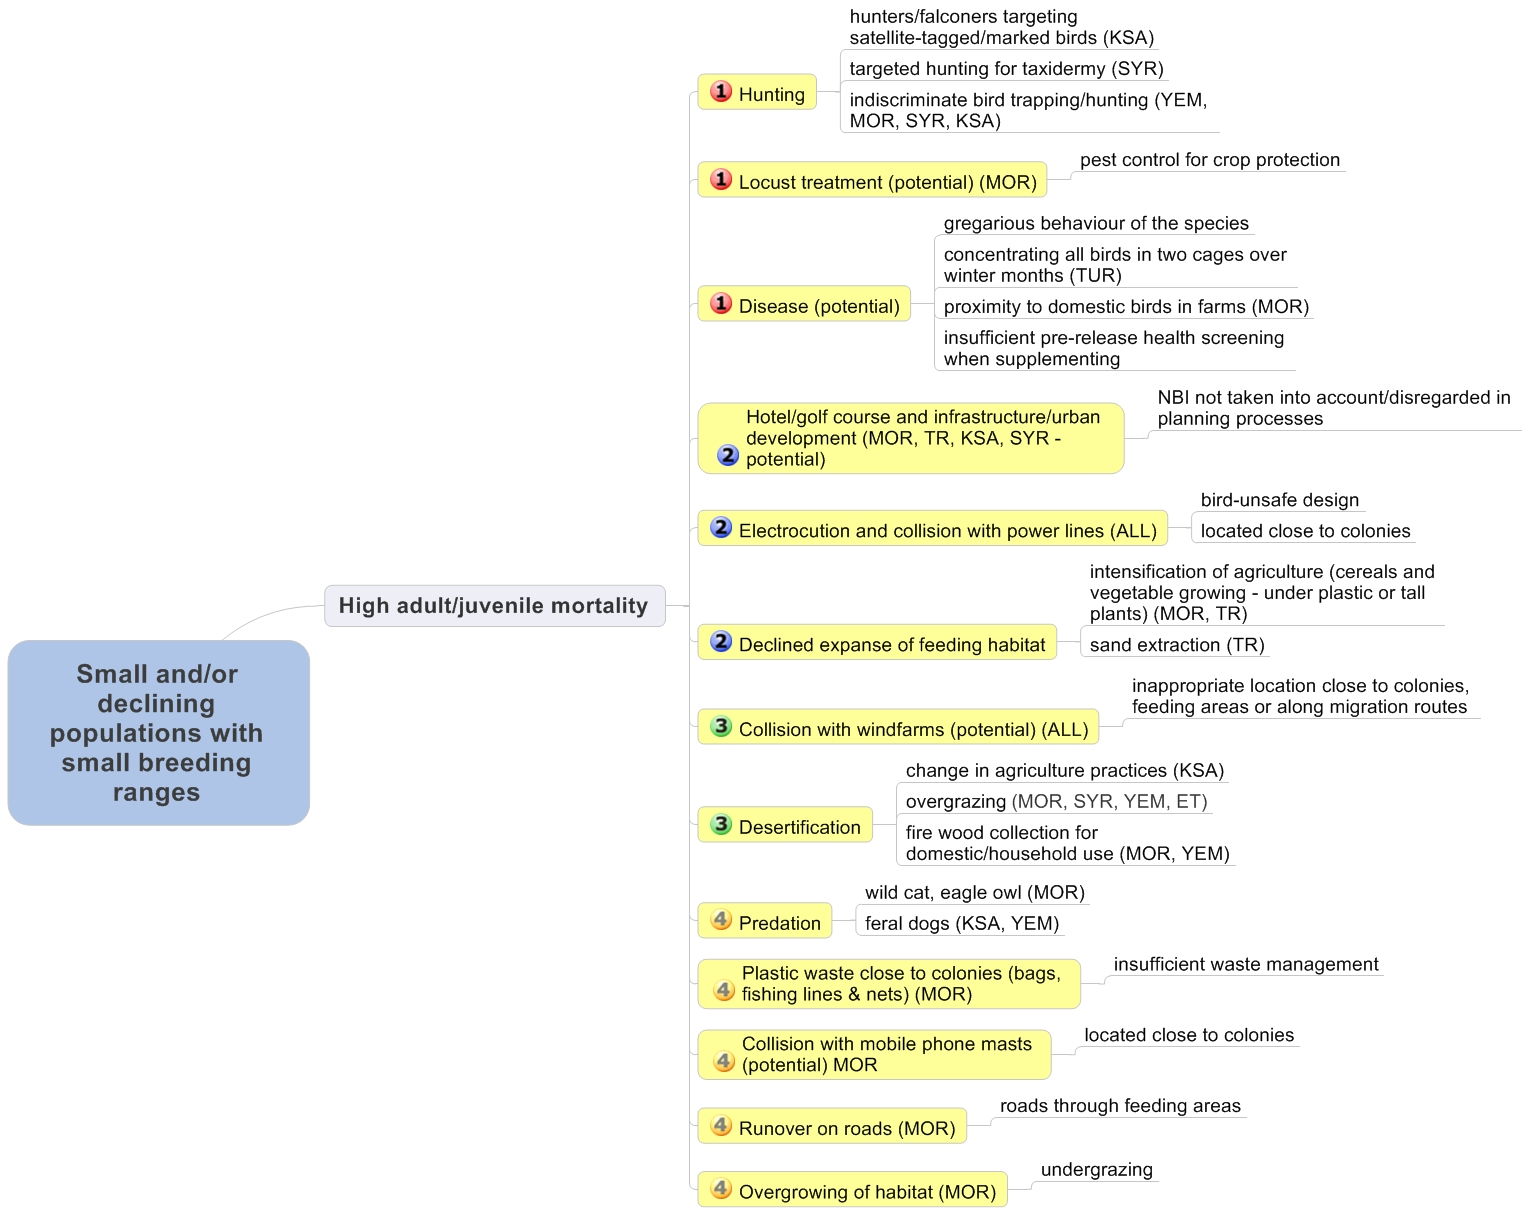 Small and/or
declining
populations with
small breeding
ranges
High adult/juvenile mortality
1 Hunting
hunters/falconers targeting
satellite-tagged/marked birds (KSA)
targeted hunting for taxidermy (SYR)
indiscriminate bird trapping/hunting (YEM,
MOR, SYR, KSA)
1 Locust treatment (potential) (MOR)
pest control for crop protection
1 Disease (potential)
gregarious behaviour of the species
concentrating all birds in two cages over
winter months (TUR)
proximity to domestic birds in farms (MOR)
insufficient pre-release health screening
when supplementing
Hotel/golf course and infrastructure/urban
development (MOR, TR, KSA, SYR -
2 potential)
NBI not taken into account/disregarded in
planning processes
2 Electrocution and collision with power lines (ALL)
bird-unsafe design
located close to colonies
2 Declined expanse of feeding habitat
intensification of agriculture (cereals and
vegetable growing - under plastic or tall
plants) (MOR, TR)
sand extraction (TR)
3 Collision with windfarms (potential) (ALL)
inappropriate location close to colonies,
feeding areas or along migration routes
3 Desertification
change in agriculture practices (KSA)
overgrazing (MOR, SYR, YEM, ET)
fire wood collection for
domestic/household use (MOR, YEM)
4 Predation
wild cat, eagle owl (MOR)
feral dogs (KSA, YEM)
Plastic waste close to colonies (bags,
4 fishing lines & nets) (MOR)
insufficient waste management
Collision with mobile phone masts
4 (potential) MOR
located close to colonies
4 Runover on roads (MOR)
roads through feeding areas
4 Overgrowing of habitat (MOR)
undergrazing